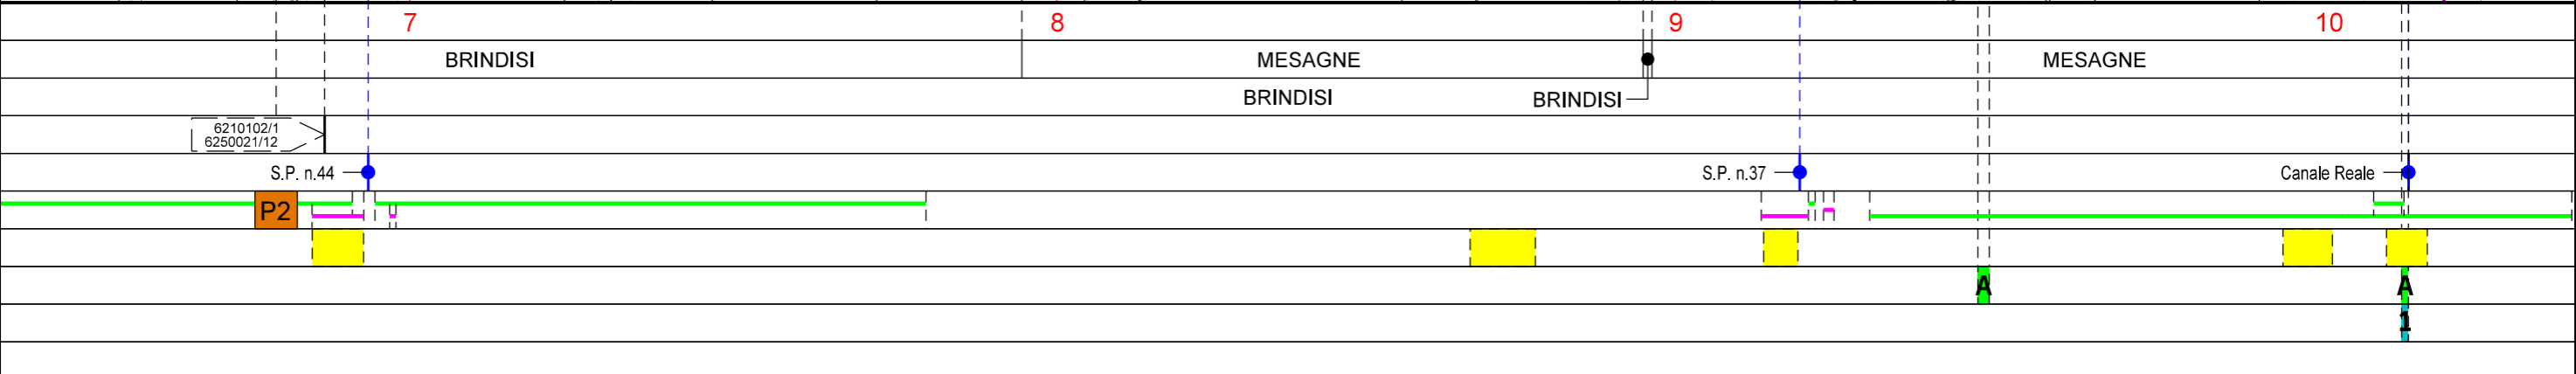 7 8 9 10
BRINDISI MESAGNE MESAGNE
BRINDISI BRINDISI
6210102/1
6250021/12
S.P. n.44 S.P. n.37 Canale Reale
P2
A A
1